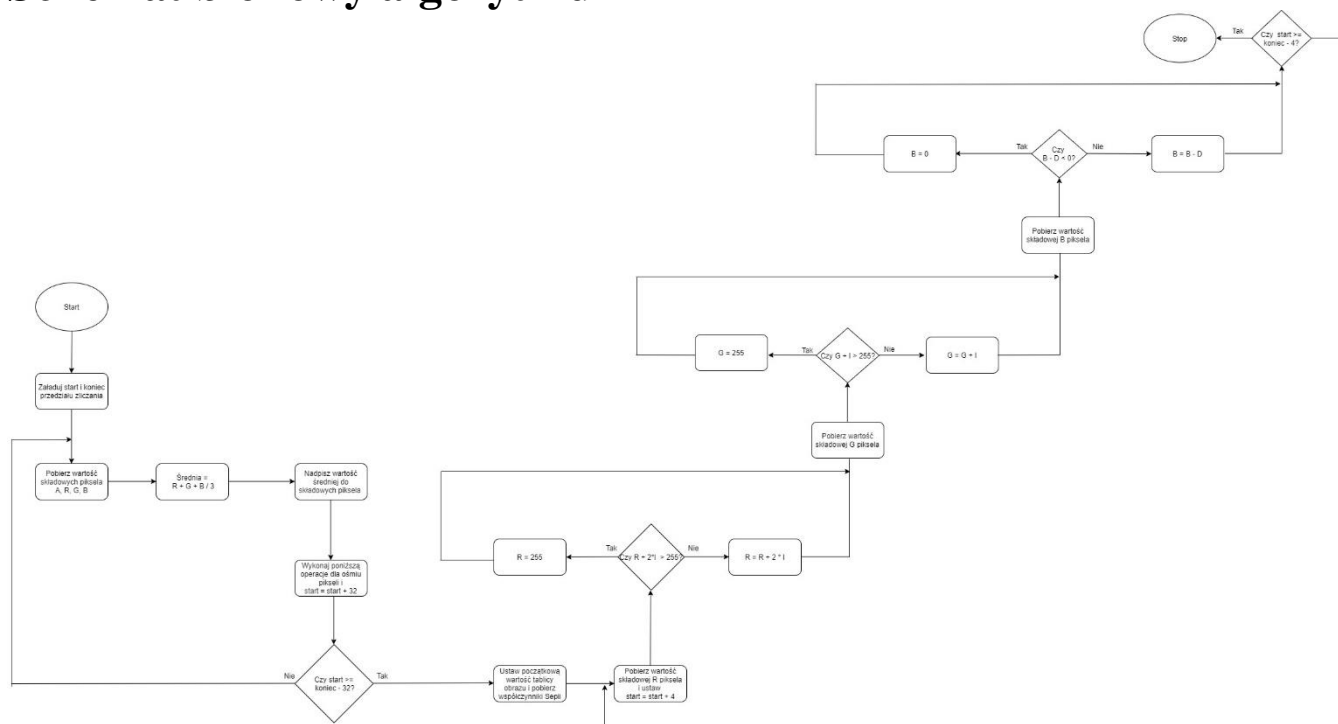 Start
Załaduj start i koniec
przedziału zliczania
Pobierz wartość
składowych piksela
A, R, G, B
Średnia =
R + G + B / 3
Nadpisz wartość
średniej do
składowych piksela
Wykonaj poniższą
operacje dla ośmiu
pikseli i
start = start + 32
Czy start >=
koniec - 32?
Nie
Tak
Ustaw początkową
wartość tablicy
obrazu i pobierz
współczynniki Sepii
Pobierz wartość
składowej R piksela
i ustaw
start = start + 4
Czy R + 2*I > 255?
Tak
Nie
R = 255
R = R + 2 * I
Pobierz wartość
składowej G piksela
Czy G + I > 255?
Tak
Nie
G = 255
G = G + I
Pobierz wartość
składowej B piksela
Czy
B - D < 0?
Tak
Nie
B = 0
B = B - D
Czy start >=
koniec - 4?
Tak
Stop